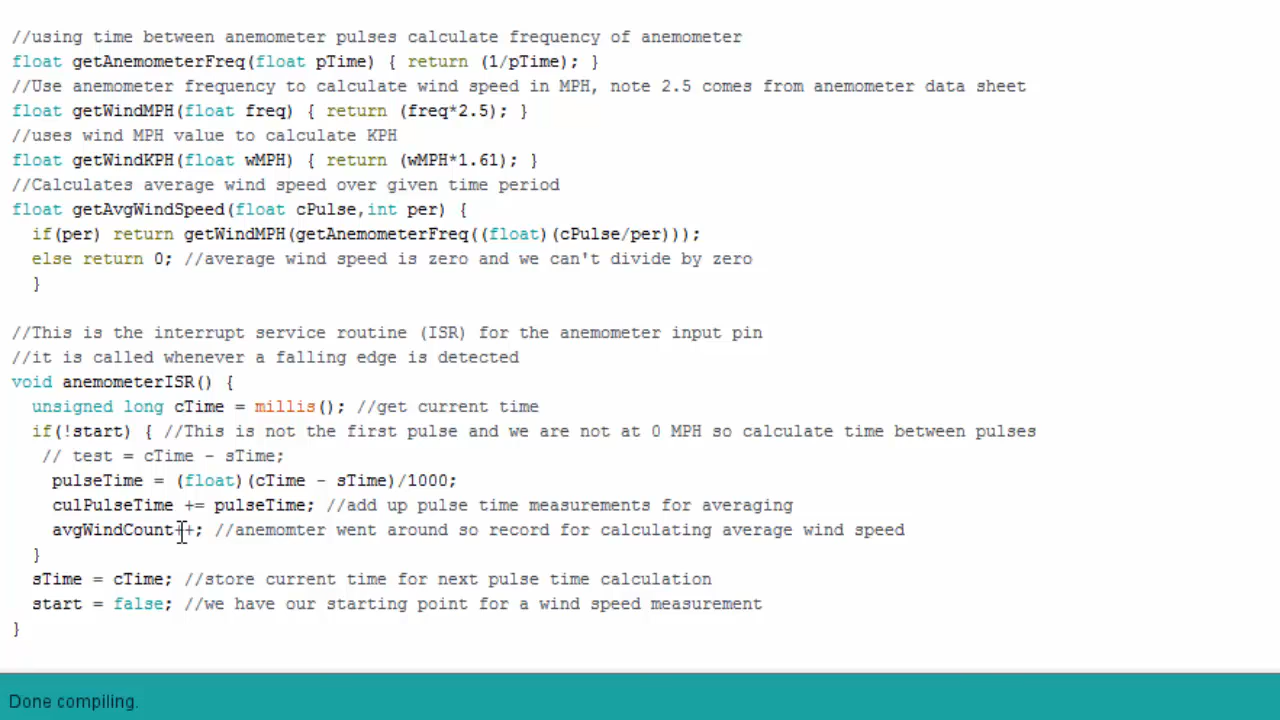 //using time between anemometer pulses calculate frequency of anemometer
float getAnemometerFreq(float pTime) { return (1/pTime); }
//Use anemometer frequency to calculate wind speed in MPH, note 2.5 comes from anemometer data sheet
float getWindMPH(float freq) { return (freq*2.5); }
//uses wind MPH value to calculate KPH
float getWindKPH(float wMPH) { return (wMPH*1.61); }
//Calculates average wind speed over given time period
float getAvgWindSpeed(float cPulse,int per) {
  if(per) return getWindMPH(getAnemometerFreq((float)(cPulse/per)));
  else return 0; //average wind speed is zero and we can't divide by zero
  }
//This is the interrupt service routine (ISR) for the anemometer input pin
//it is called whenever a falling edge is detected
void anemometerISR() {
  unsigned long cTime = millis(); //get current time
  if(!start) { //This is not the first pulse and we are not at 0 MPH so calculate time between pulses
   // test = cTime - sTime;
    pulseTime = (float)(cTime - sTime)/1000;
    culPulseTime += pulseTime; //add up pulse time measurements for averaging
    avgWindCount++; //anemomter went around so record for calculating average wind speed
  }
  sTime = cTime; //store current time for next pulse time calculation
  start = false; //we have our starting point for a wind speed measurement
}
Done compiling.